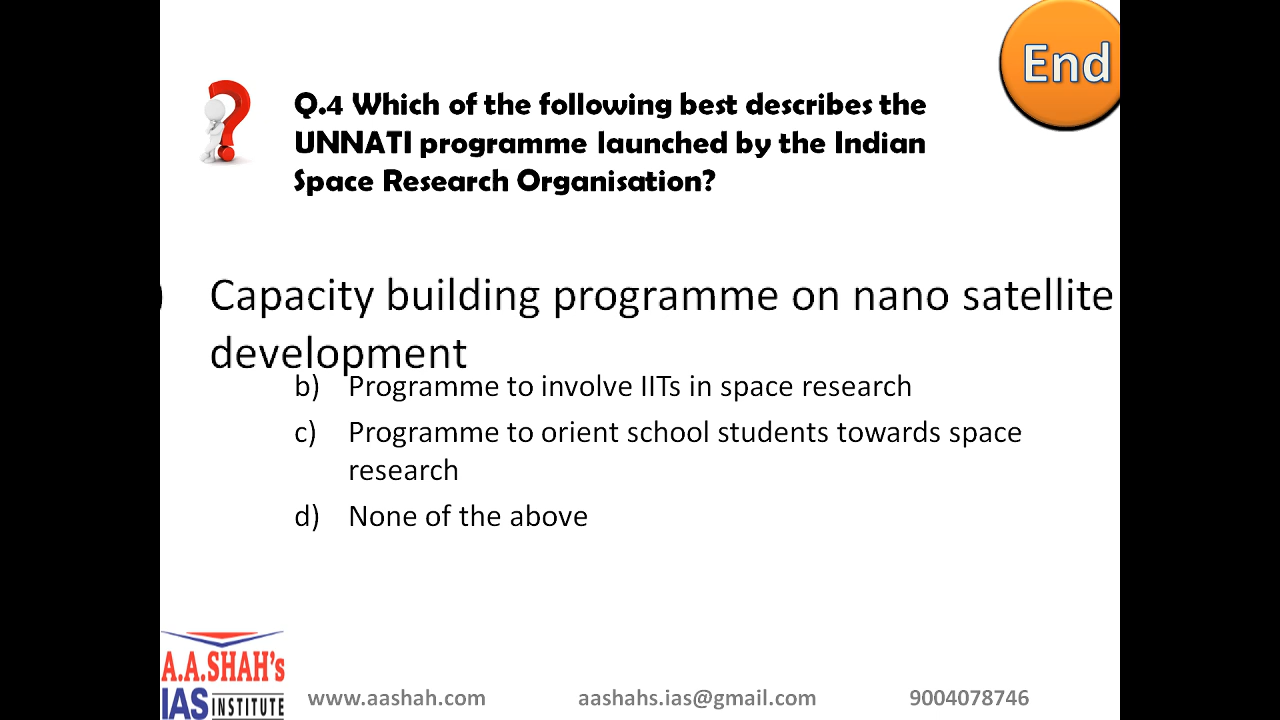 End
Q.4 Which of the following best describes the
UNNATI programme launched by the Indian
Space Research Organisation?
) Capacity building programme on nano satellite
development
b) Programme to involve IITs in space research
c) Programme to orient school students towards space
research
d) None of the above
A.A.SHAH's
IAS INSTITUTE
www.aashah.com aashahs.ias@gmail.com 9004078746